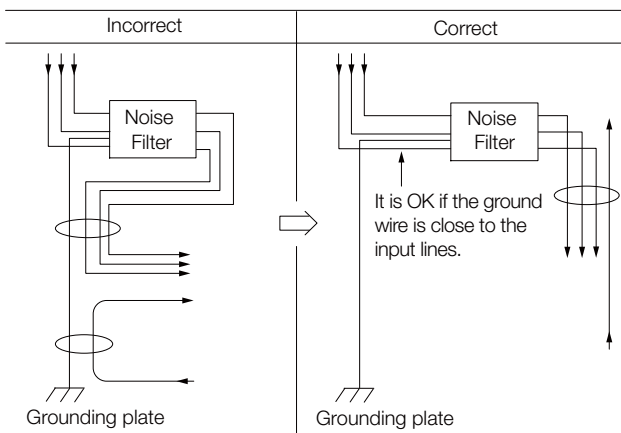 Incorrect
Correct
Noise
Filter
Grounding plate
Noise
Filter
It is OK if the ground
wire is close to the
input lines.
Grounding plate